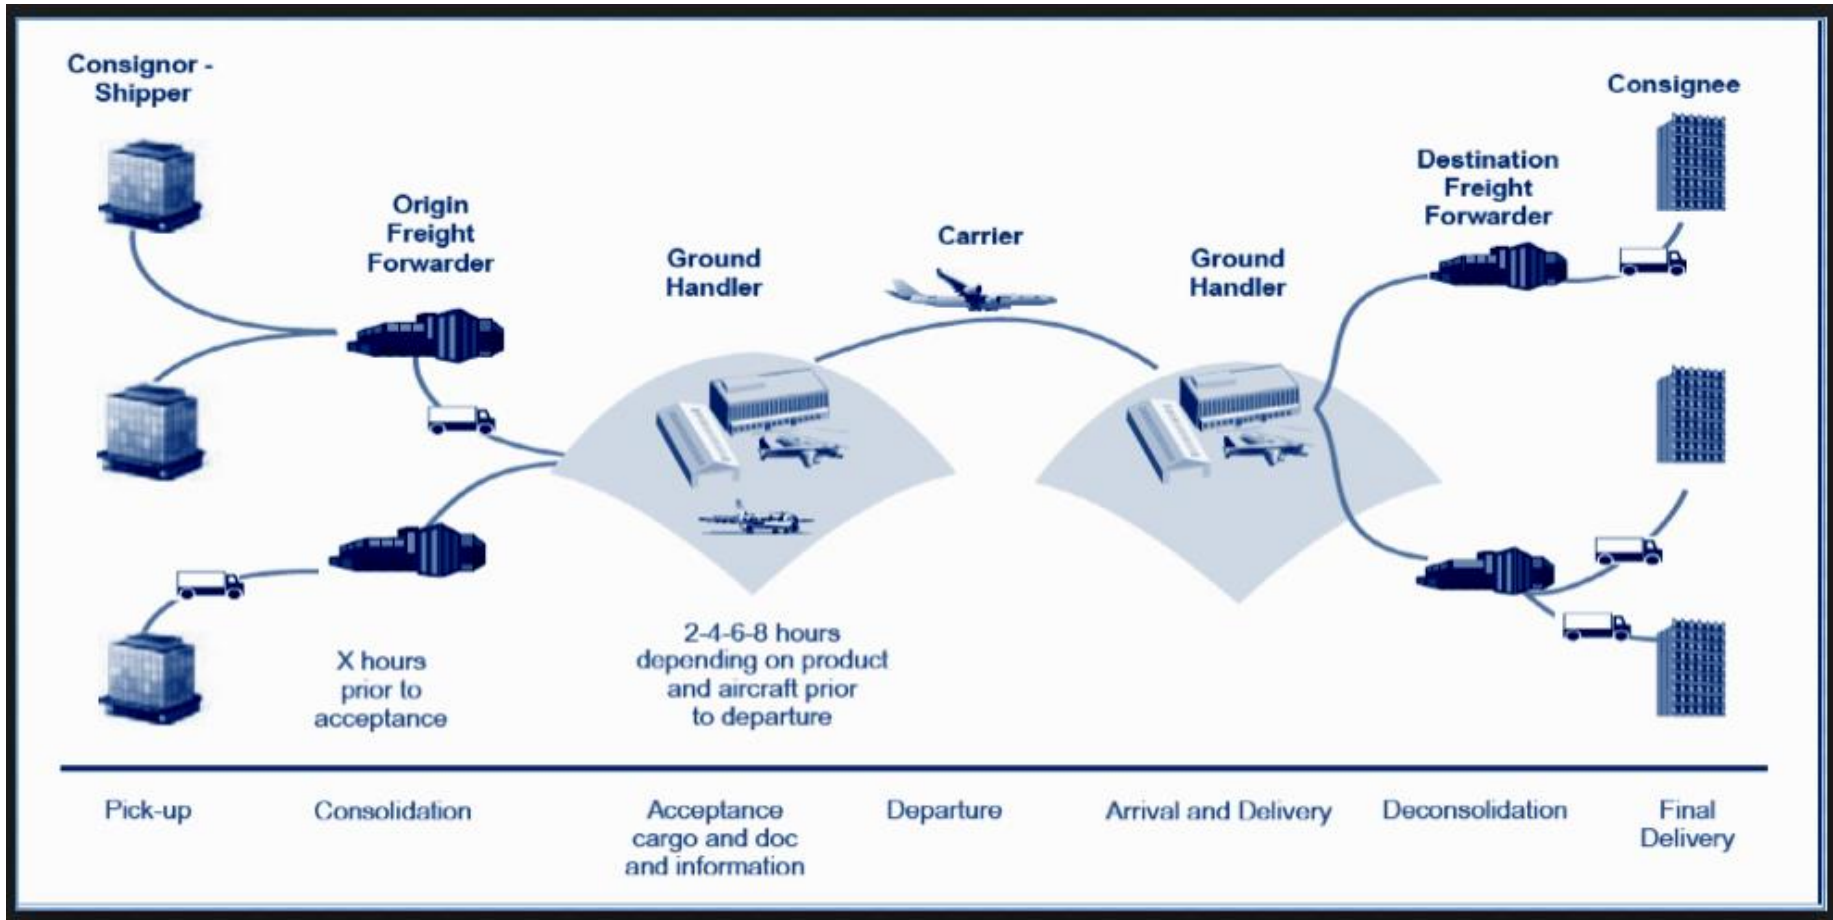 Consignor -
Shipper
Consignee
Destination
Freight
Forwarder
Origin
Freight
Forwarder
Carrier
Ground
Handler
Ground
Handler
X hours
prior to
acceptance
2-4-6-8 hours
depending on product
and aircraft prior
to departure
Pick-up
Consolidation
Acceptance
cargo and doc
and information
Departure
Arrival and Delivery
Deconsolidation
Final
Delivery